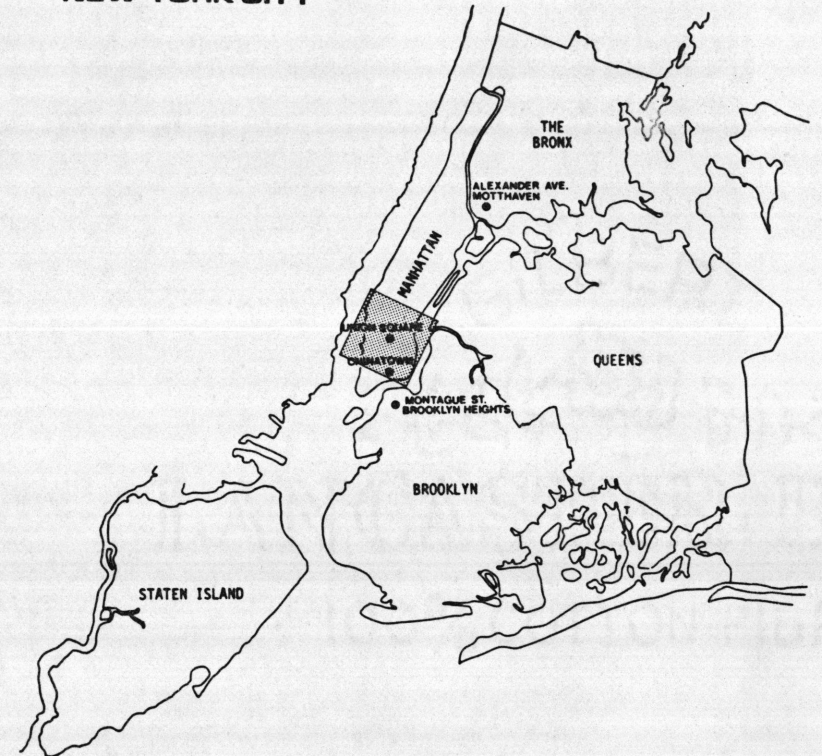 NEW YORK CITY
THE
BRONX
ALEXANDER AVE.
MOTTHAVEN
MANHATTAN
UNION SQUARE
CHINATOWN
QUEENS
MONTAGUE ST.
BROOKLYN HEIGHTS
BROOKLYN
STATEN ISLAND